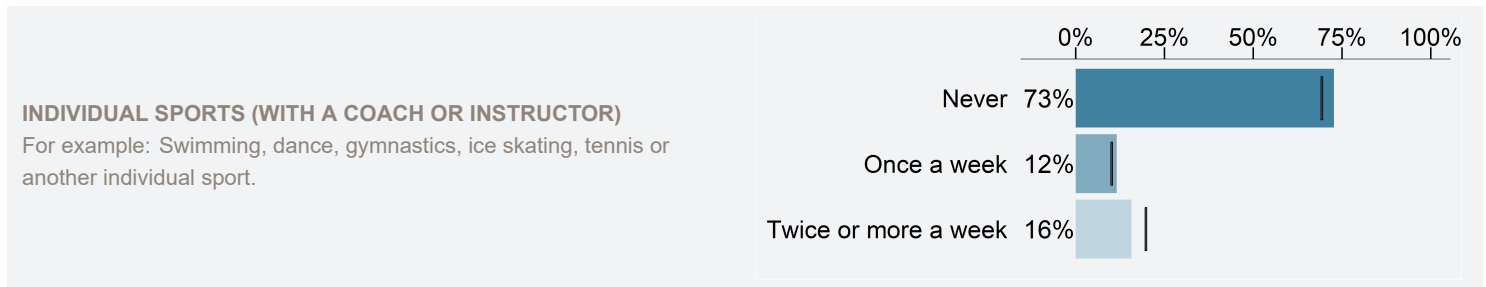 INDIVIDUAL SPORTS (WITH A COACH OR INSTRUCTOR)
For example: Swimming, dance, gymnastics, ice skating, tennis or
another individual sport.
0% 25% 50% 75% 100%
Never 73%
Once a week 12%
Twice or more a week 16%